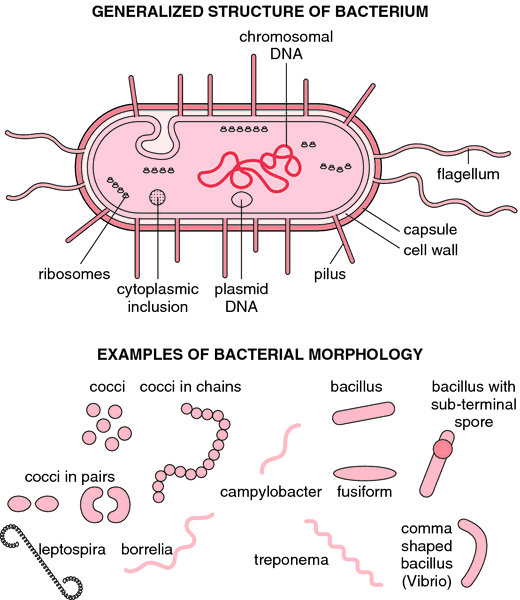 GENERALIZED STRUCTURE OF BACTERIUM
chromosomal
DNA
flagellum
capsule
cell wall
ribosomes
cytoplasmic
inclusion
plasmid
DNA
pilus
EXAMPLES OF BACTERIAL MORPHOLOGY
cocci
cocci in chains
bacillus
bacillus with
sub-terminal
spore
cocci in pairs
campylobacter
fusiform
leptospira
borrelia
treponema
comma
shaped
bacillus
(Vibrio)